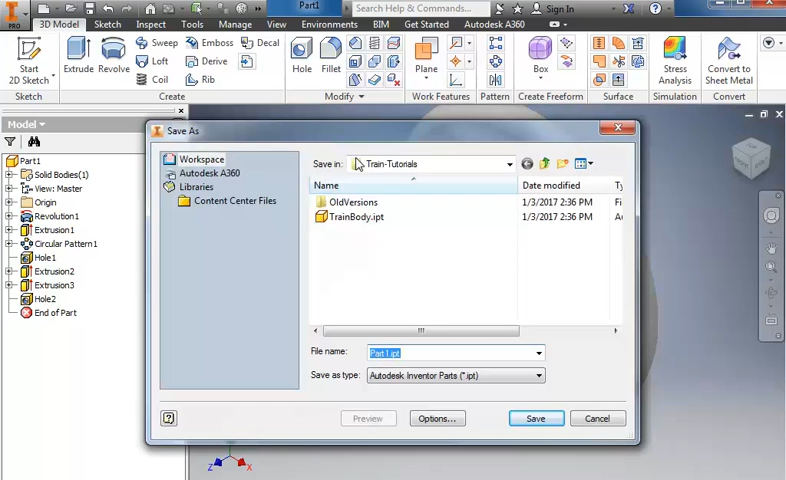 Part1
Search Help & Commands...
Sign In
PRO
3D Model
Sketch
Inspect
Tools
Manage
View
Environments
BIM
Get Started
Autodesk A360
Start
2D Sketch
Extrude
Revolve
Sweep
Loft
Coil
Emboss
Derive
Rib
Decal
Hole
Fillet
Plane
Box
Stress
Analysis
Convert to
Sheet Metal
Sketch
Create
Modify
Work Features
Pattern
Create Freeform
Surface
Simulation
Convert
Model
Part1
Solid Bodies(1)
View: Master
Origin
Revolution1
Extrusion1
Circular Pattern1
Hole1
Extrusion2
Extrusion3
Hole2
End of Part
Save As
Workspace
Autodesk A360
Libraries
Content Center Files
Save in:
Train-Tutorials
Name
Date modified
Ty
OldVersions
1/3/2017 2:36 PM
Fi
TrainBody.ipt
1/3/2017 2:36 PM
Au
File name:
Part1.ipt
Save as type:
Autodesk Inventor Parts (*.ipt)
Preview
Options...
Save
Cancel
Z
X